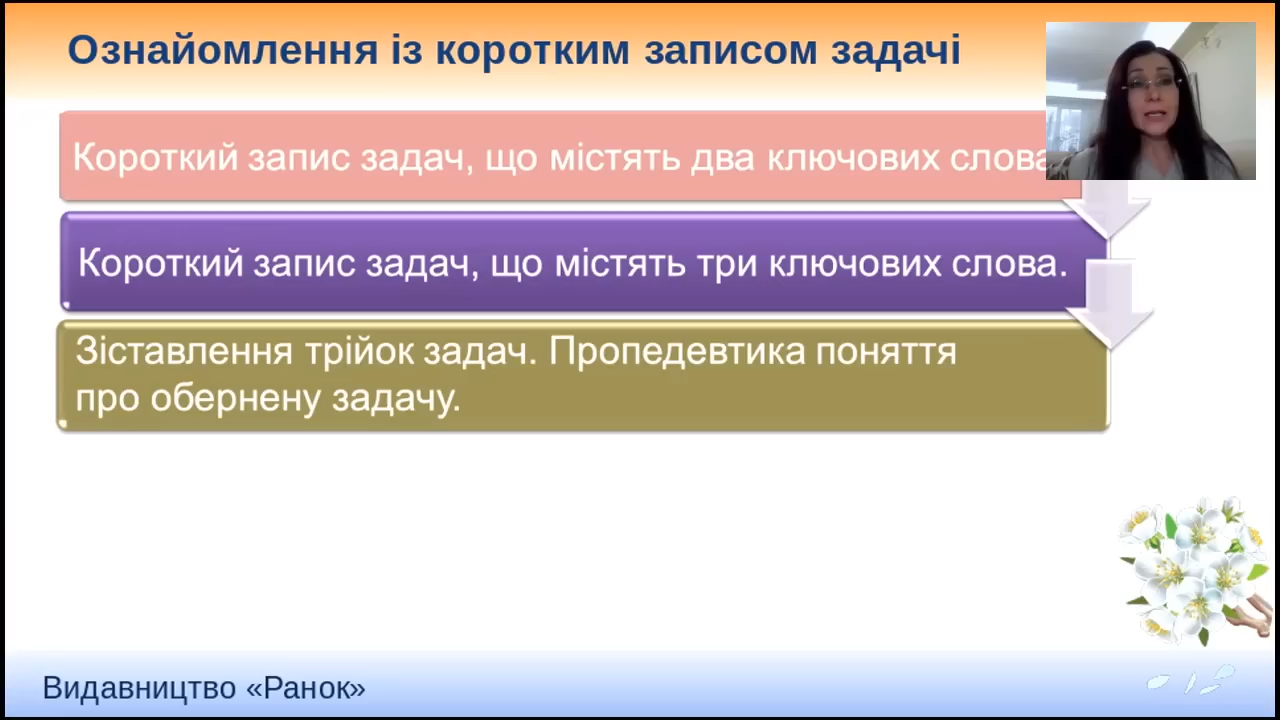 Ознайомлення із коротким записом задачі
Короткий запис задач, що містять два ключових слова
Короткий запис задач, що містять три ключових слова.
Зіставлення трійок задач. Пропедевтика поняття
про обернену задачу.
Видавництво «Ранок»